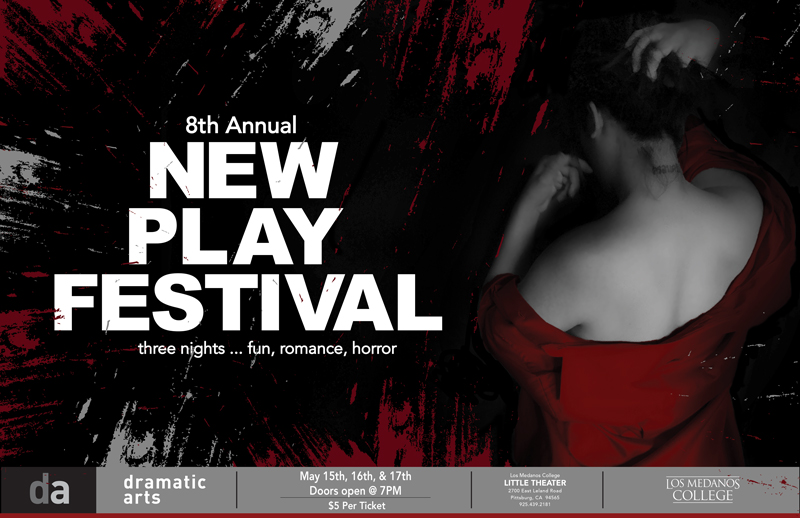 8th Annual
NEW
PLAY
FESTIVAL
three nights ... fun, romance, horror
da
dramatic
arts
May 15th, 16th, & 17th
Doors open @ 7PM
$5 Per Ticket
Los Medanos College
LITTLE THEATER
2700 East Leland Road
Pittsburg, CA 94565
925.439.2181
LOS MEDANOS
COLLEGE